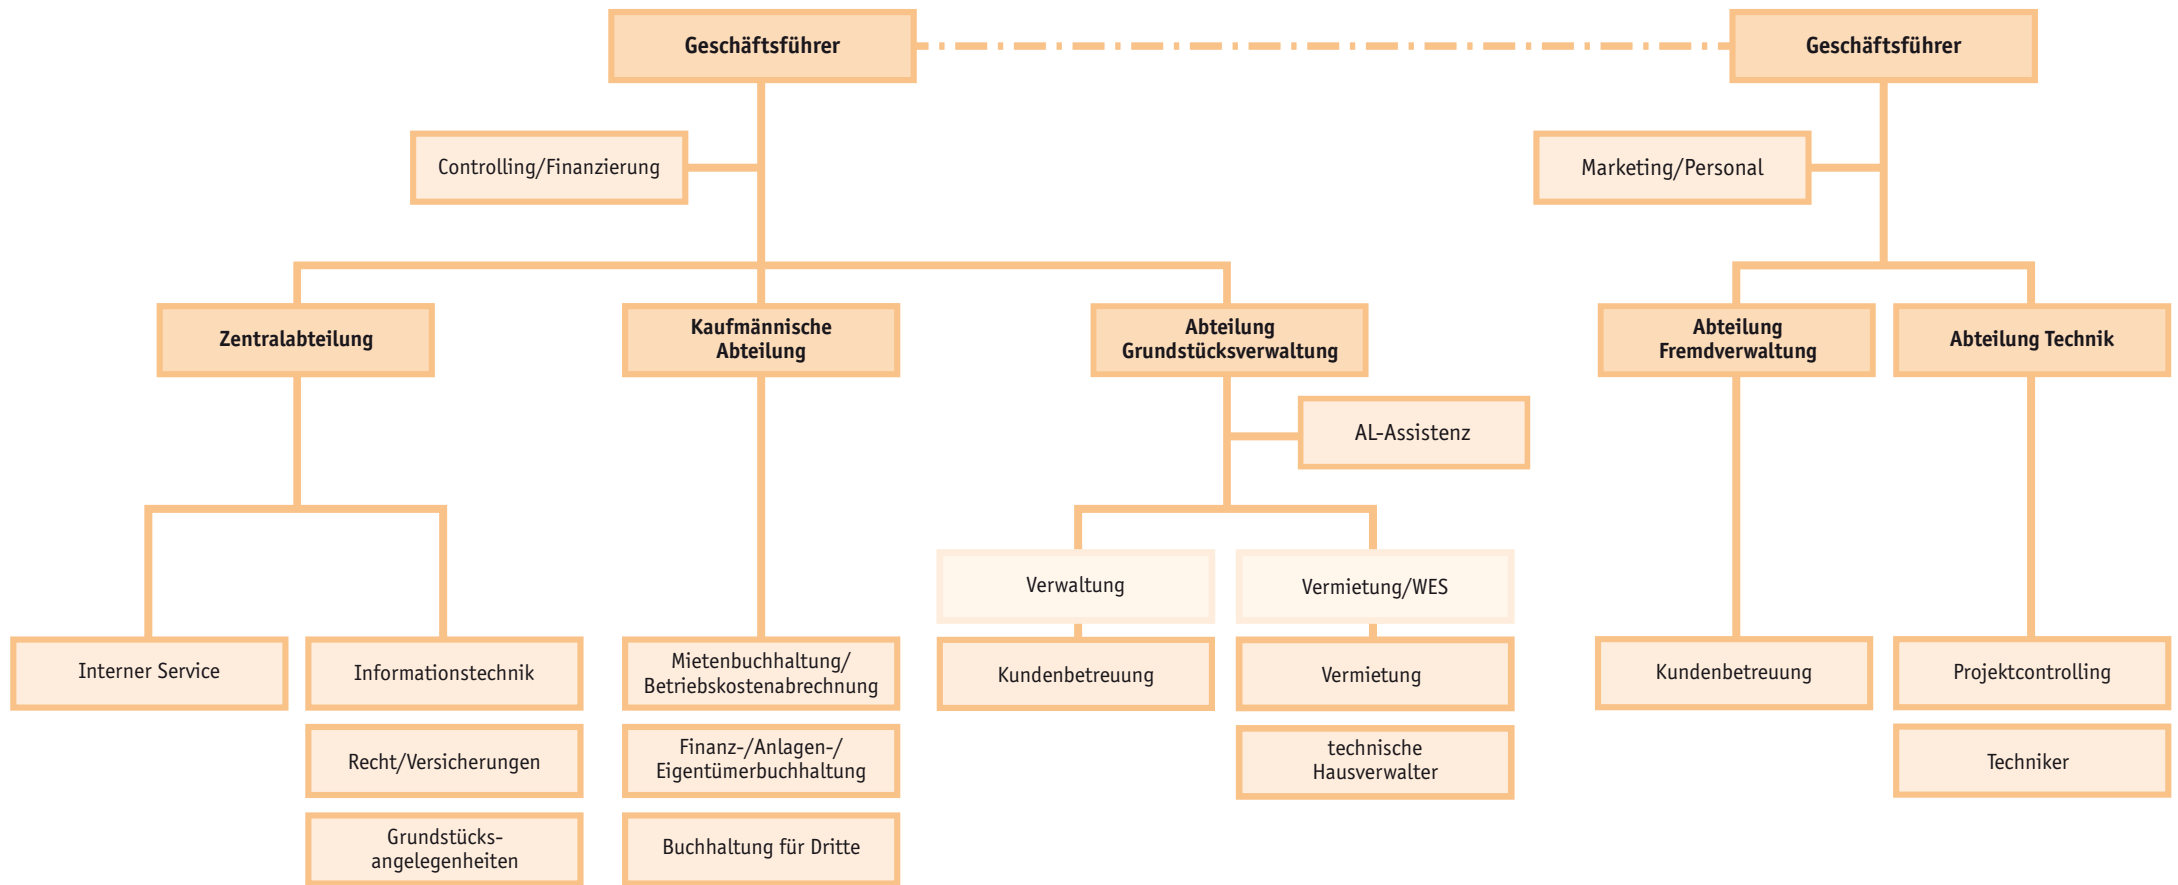 Geschäftsführer
Geschäftsführer
Controlling/Finanzierung
Marketing/Personal
Zentralabteilung
Kaufmännische
Abteilung
Abteilung
Grundstücksverwaltung
Abteilung
Fremdverwaltung
Abteilung Technik
AL-Assistenz
Verwaltung
Vermietung/WES
Interner Service
Informationstechnik
Mietenbuchhaltung/
Betriebskostenabrechnung
Kundenbetreuung
Vermietung
Kundenbetreuung
Projektcontrolling
Recht/Versicherungen
Finanz-/Anlagen-/
Eigentümerbuchhaltung
technische
Hausverwalter
Techniker
Grundstücks-
angelegenheiten
Buchhaltung für Dritte